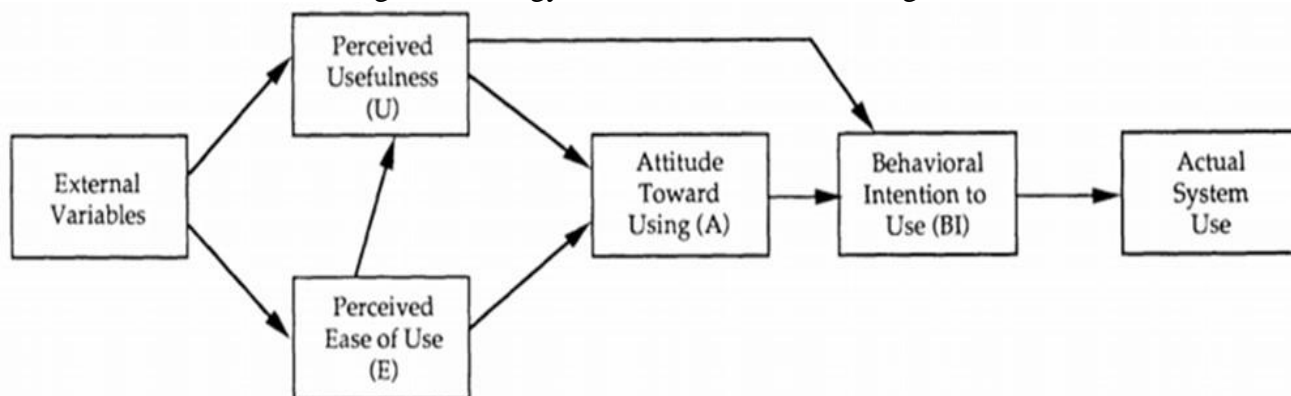 External
Variables
Perceived
Usefulness
(U)
Perceived
Ease of Use
(E)
Attitude
Toward
Using (A)
Behavioral
Intention to
Use (BI)
Actual
System
Use